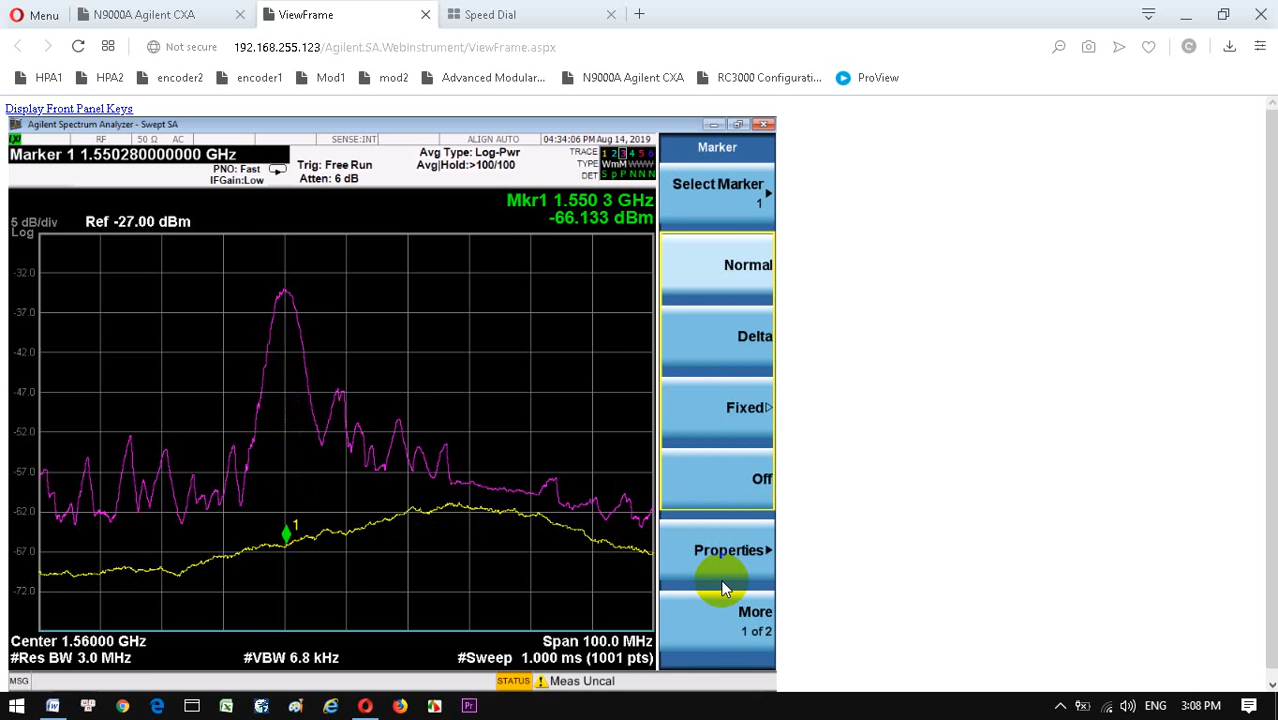 Menu
N9000A Agilent CXA
ViewFrame
Speed Dial
Not secure
192.168.255.123/Agilent.SA.WebInstrument/ViewFrame.aspx
HPA1
HPA2
encoder2
encoder1
Mod1
mod2
Advanced Modular...
N9000A Agilent CXA
RC3000 Configurati...
ProView
Display Front Panel Keys
Agilent Spectrum Analyzer - Swept SA
RF
50 Ω
AC
SENSE:INT
ALIGN AUTO
04:34:06 PM Aug 14, 2019
Marker 1 1.550280000000 GHz
PNO: Fast
IFGain:Low
Trig: Free Run
Atten: 6 dB
Avg Type: Log-Pwr
Avg|Hold:>100/100
TRACE 1 2 3 4 5 6
TYPE WmMWWW
DET S p P N N N
Mkr1 1.550 3 GHz
-66.133 dBm
5 dB/div
Log
Ref -27.00 dBm
-32.0
-37.0
-42.0
-47.0
-52.0
-57.0
-62.0
-67.0
-72.0
1
Center 1.56000 GHz
Span 100.0 MHz
#Res BW 3.0 MHz
#VBW 6.8 kHz
#Sweep 1.000 ms (1001 pts)
MSG
STATUS
Meas Uncal
Marker
Select Marker
1
Normal
Delta
Fixed
Off
Properties
More
1 of 2
ENG
3:08 PM